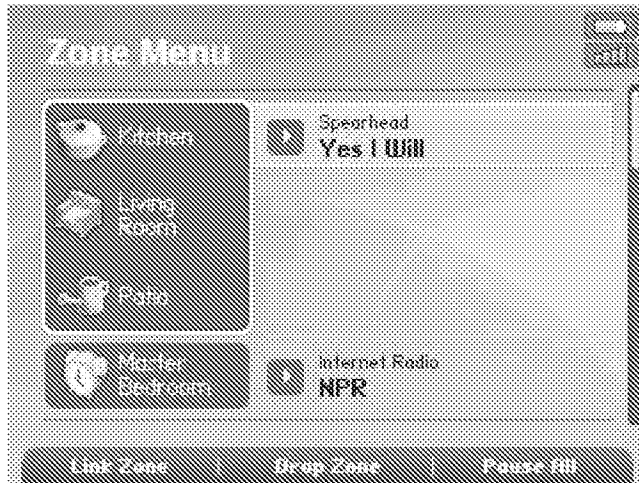 Zone Menu
Kitchen
Spearhead
Yes I Will
Living
Room
Patio
Master
Bedroom
Internet Radio
NPR
Link Zone
Drop Zone
Pause All